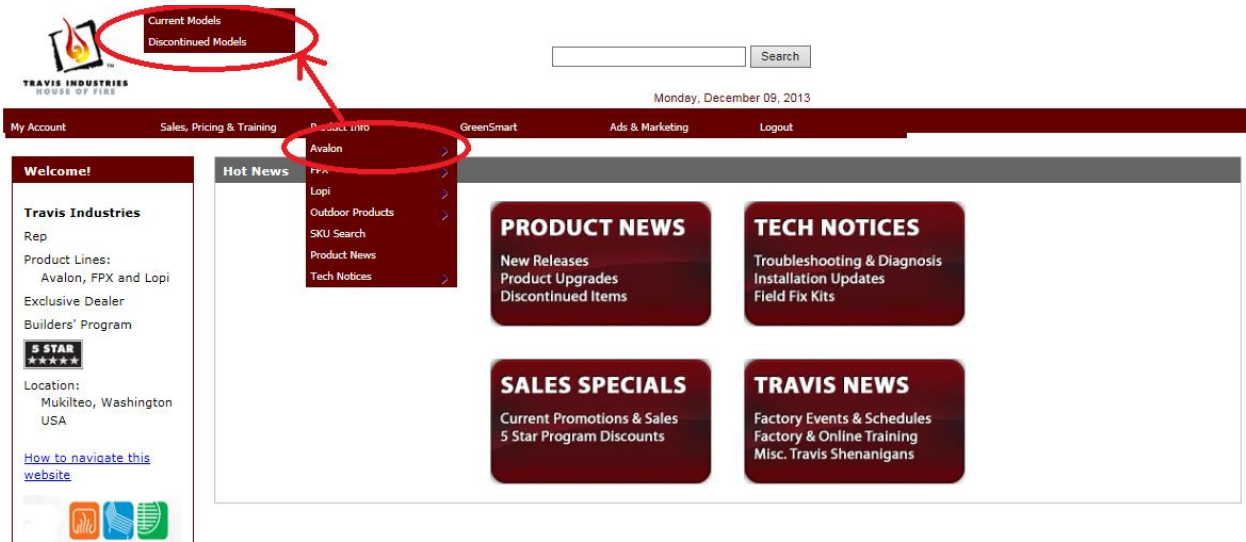 Current Models
Discontinued Models
TRAVIS INDUSTRIES
HOUSE OF FIRE
Search
Monday, December 09, 2013
My Account Sales, Pricing & Training Product Info GreenSmart Ads & Marketing Logout
Avalon
FPX
Lopi
Outdoor Products
SKU Search
Product News
Tech Notices
Welcome!
Travis Industries
Rep
Product Lines:
Avalon, FPX and Lopi
Exclusive Dealer
Builders' Program
5 STAR
★★★★★
Location:
Mukilteo, Washington
USA
How to navigate this
website
Hot News
PRODUCT NEWS
New Releases
Product Upgrades
Discontinued Items
TECH NOTICES
Troubleshooting & Diagnosis
Installation Updates
Field Fix Kits
SALES SPECIALS
Current Promotions & Sales
5 Star Program Discounts
TRAVIS NEWS
Factory Events & Schedules
Factory & Online Training
Misc. Travis Shenanigans